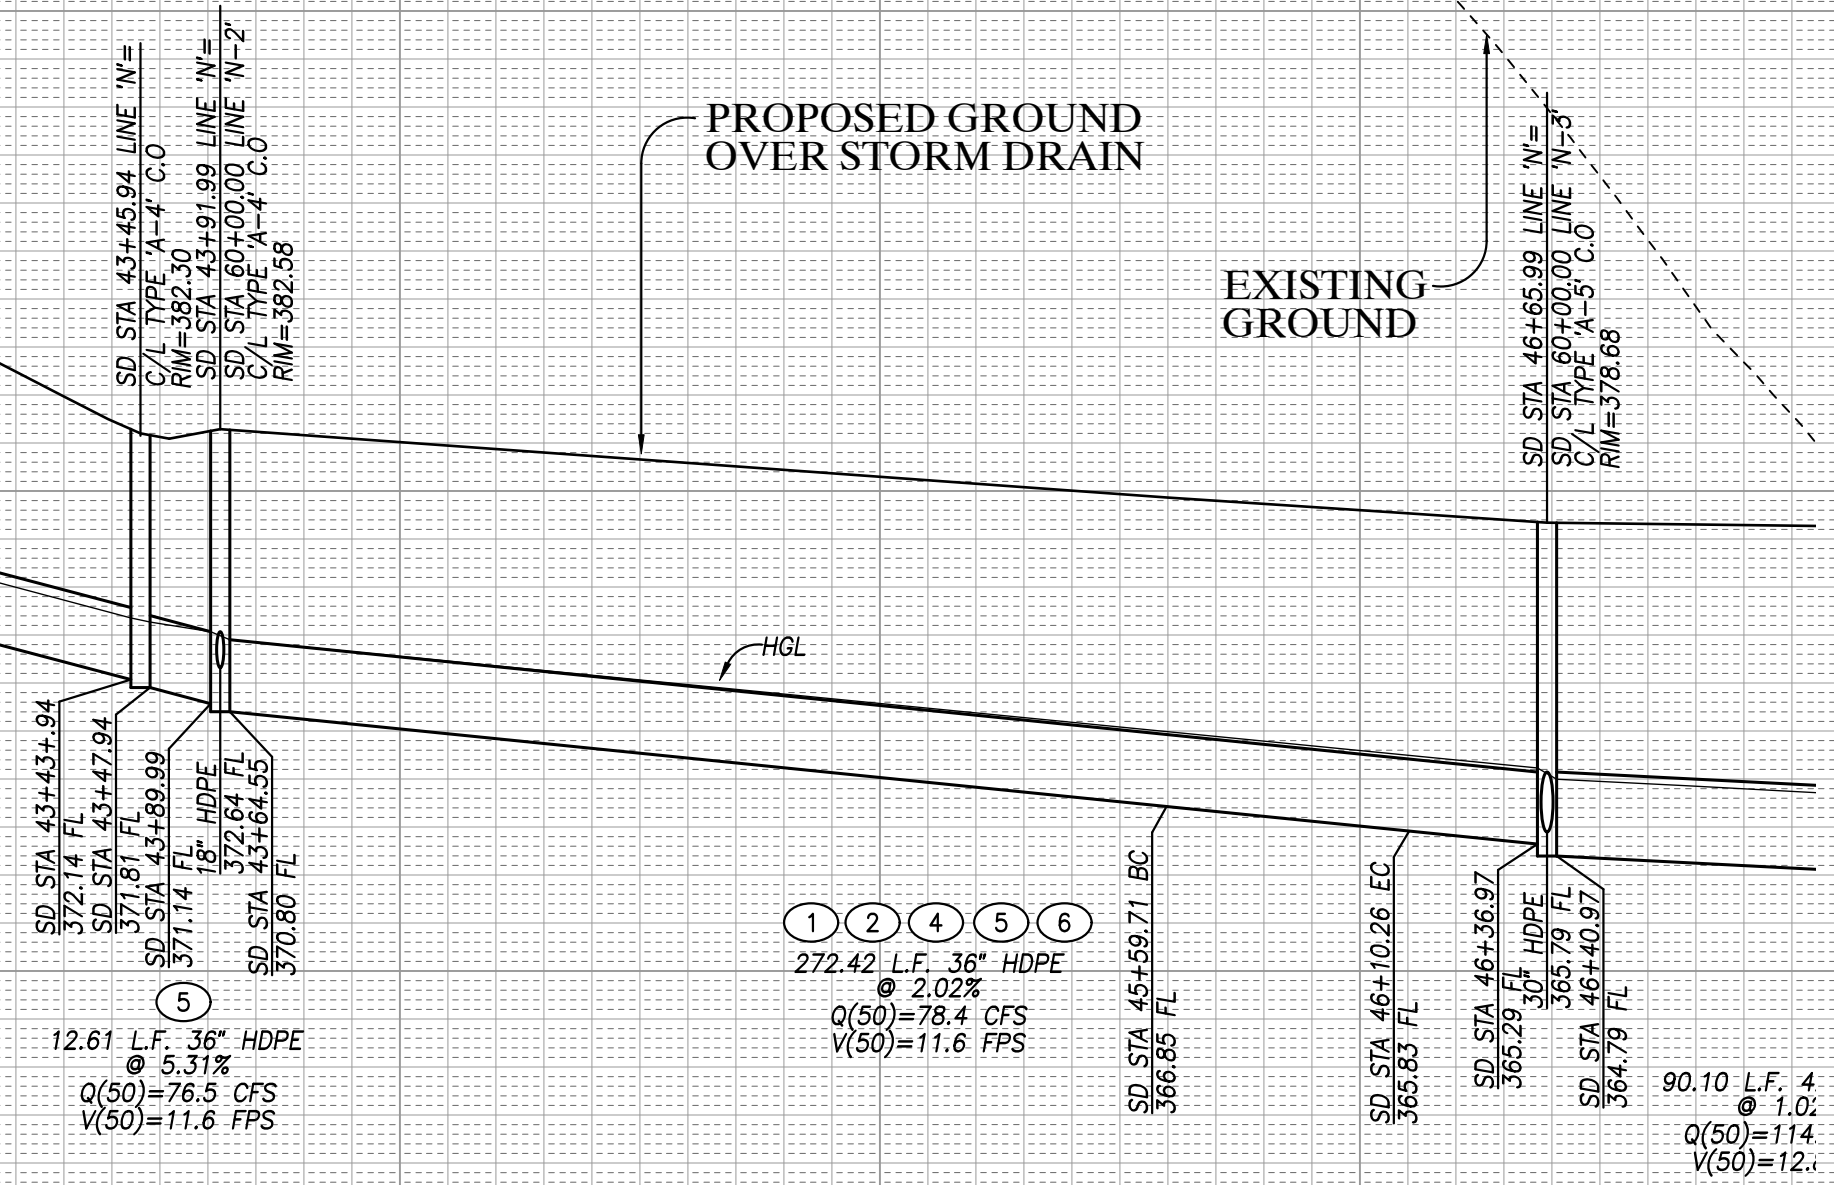 SD STA 43+45.94 LINE 'N'=
C/L TYPE 'A-4' C.O
RIM=382.30
SD STA 43+91.99 LINE 'N'=
SD STA 60+00.00 LINE 'N-2'
C/L TYPE 'A-4' C.O
RIM=382.58
PROPOSED GROUND
OVER STORM DRAIN
EXISTING
GROUND
SD STA 46+65.99 LINE 'N'=
SD STA 60+00.00 LINE 'N-3'
C/L TYPE 'A-5' C.O
RIM=378.68
HGL
SD STA 43+43+.94
372.14 FL
SD STA 43+47.94
371.81 FL
SD STA 43+89.99
371.14 FL
18" HDPE
372.64 FL
SD STA 43+64.55
370.80 FL
5
12.61 L.F. 36" HDPE
@ 5.31%
Q(50)=76.5 CFS
V(50)=11.6 FPS
1 2 4 5 6
272.42 L.F. 36" HDPE
@ 2.02%
Q(50)=78.4 CFS
V(50)=11.6 FPS
SD STA 45+59.71 BC
366.85 FL
SD STA 46+10.26 EC
365.83 FL
SD STA 46+36.97
365.29 FL
30" HDPE
365.79 FL
SD STA 46+40.97
364.79 FL
90.10 L.F. 4
@ 1.02
Q(50)=114.
V(50)=12.